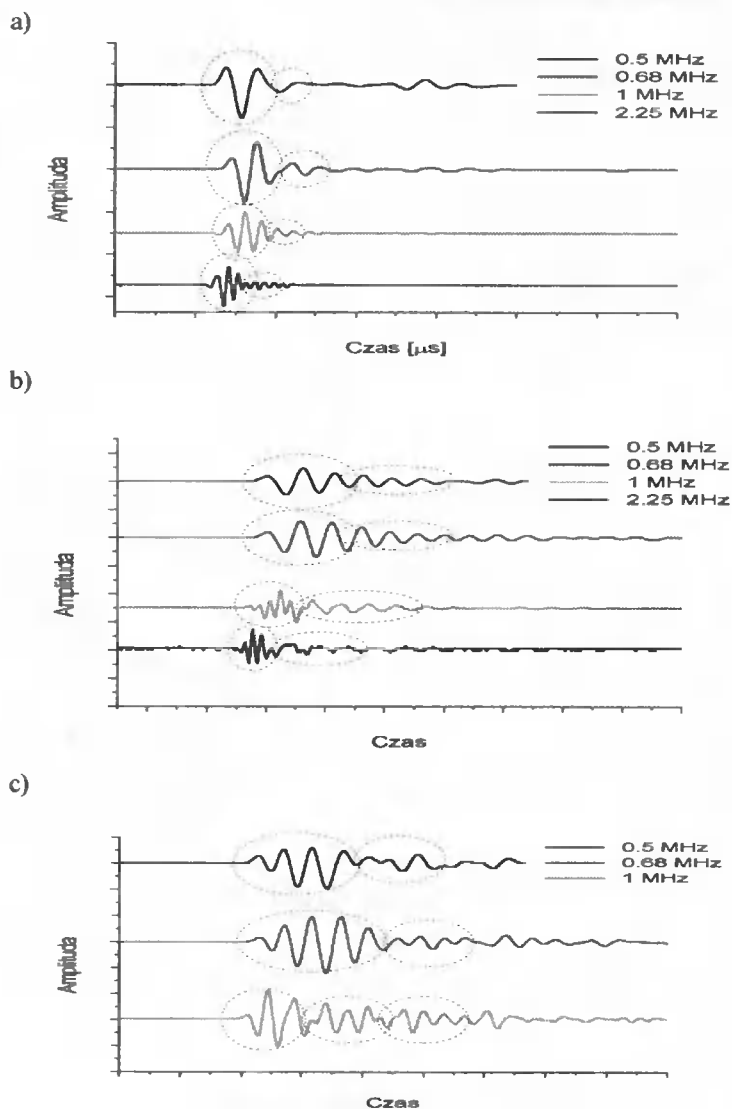 a)
0.5 MHz
0.68 MHz
1 MHz
2.25 MHz
Amplituda
Czas [μs]
b)
0.5 MHz
0.68 MHz
1 MHz
2.25 MHz
Amplituda
Czas
c)
0.5 MHz
0.68 MHz
1 MHz
Amplituda
Czas